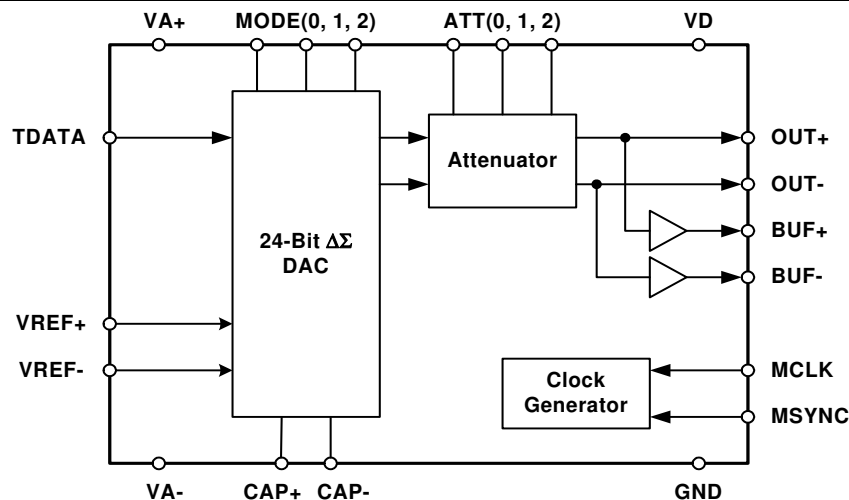 VA+
MODE(0, 1, 2)
ATT(0, 1, 2)
VD
TDATA
OUT+
Attenuator
OUT-
BUF+
24-Bit ΔΣ
DAC
BUF-
VREF+
VREF-
MCLK
Clock
Generator
MSYNC
VA-
CAP+
CAP-
GND